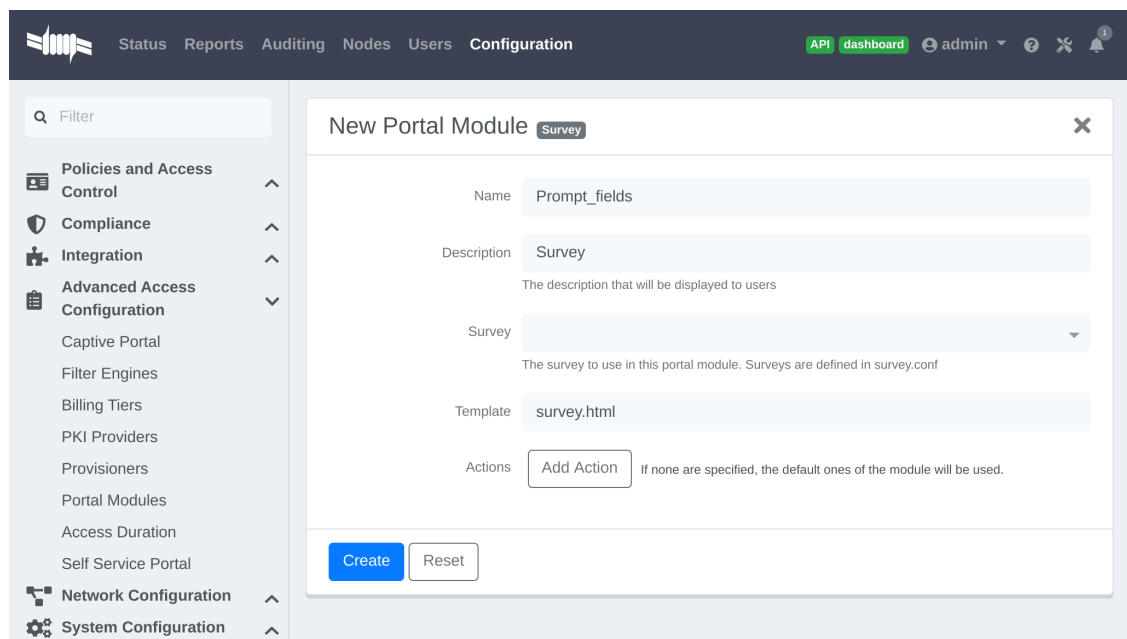 Status Reports Auditing Nodes Users Configuration API dashboard admin 1
Filter
Policies and Access
Control
Compliance
Integration
Advanced Access
Configuration
Captive Portal
Filter Engines
Billing Tiers
PKI Providers
Provisioners
Portal Modules
Access Duration
Self Service Portal
Network Configuration
System Configuration
New Portal Module Survey
Name Prompt_fields
Description Survey
The description that will be displayed to users
Survey
The survey to use in this portal module. Surveys are defined in survey.conf
Template survey.html
Actions Add Action If none are specified, the default ones of the module will be used.
Create Reset